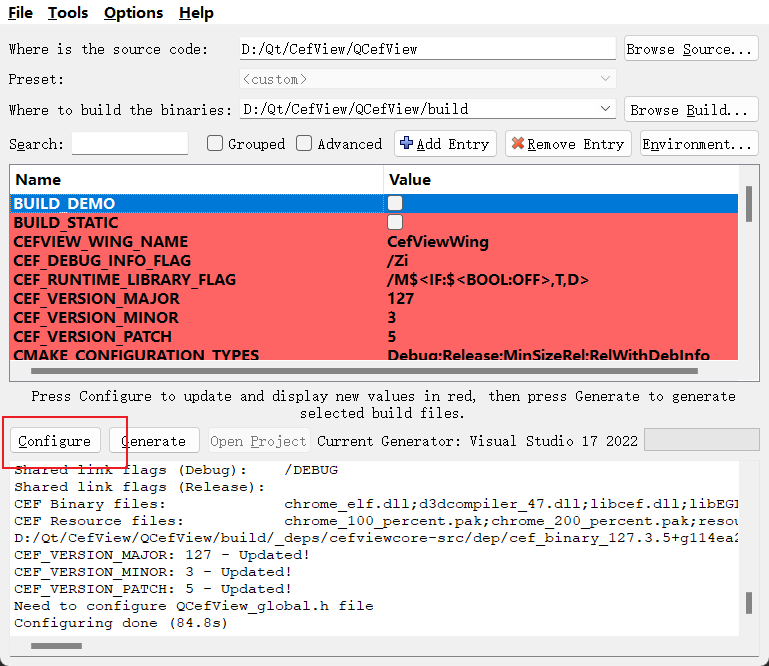 File Tools Options Help
Where is the source code: D:/Qt/CefView/QCefView Browse Source...
Preset: <custom>
Where to build the binaries: D:/Qt/CefView/QCefView/build Browse Build...
Search: Grouped Advanced Add Entry Remove Entry Environment...
Name Value
BUILD_DEMO
BUILD_STATIC
CEFVIEW_WING_NAME CefViewWing
CEF_DEBUG_INFO_FLAG /Zi
CEF_RUNTIME_LIBRARY_FLAG /M$<IF:$<BOOL:OFF>,T,D>
CEF_VERSION_MAJOR 127
CEF_VERSION_MINOR 3
CEF_VERSION_PATCH 5
CMAKE_CONFIGURATION_TYPES Debug;Release;MinSizeRel;RelWithDebInfo
Press Configure to update and display new values in red, then press Generate to generate
selected build files.
Configure Generate Open Project Current Generator: Visual Studio 17 2022
Shared link flags (Debug): /DEBUG
Shared link flags (Release):
CEF Binary files: chrome_elf.dll;d3dcompiler_47.dll;libcef.dll;libEGL
CEF Resource files: chrome_100_percent.pak;chrome_200_percent.pak;resou
D:/Qt/CefView/QCefView/build/_deps/cefviewcore-src/dep/cef_binary_127.3.5+g114ea2
CEF_VERSION_MAJOR: 127 - Updated!
CEF_VERSION_MINOR: 3 - Updated!
CEF_VERSION_PATCH: 5 - Updated!
Need to configure QCefView_global.h file
Configuring done (84.8s)